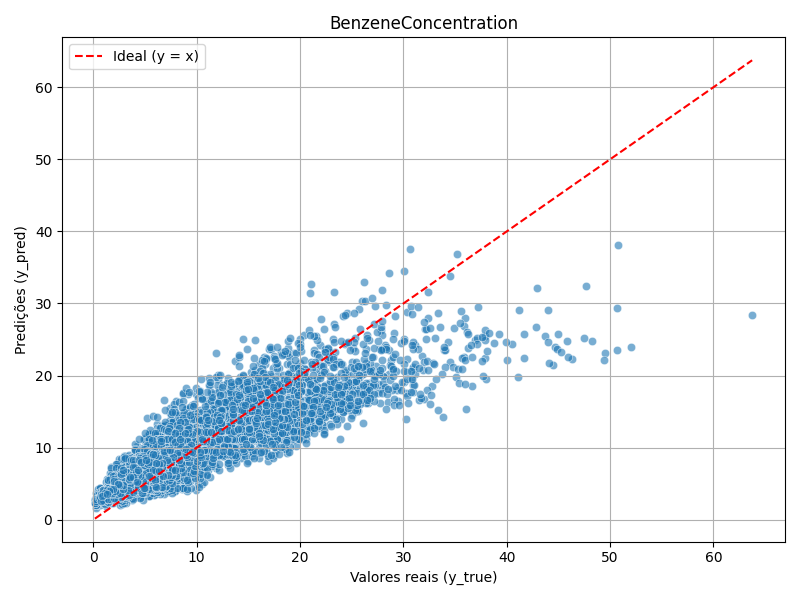 BenzeneConcentration
Ideal (y = x)
Predições (y_pred)
60
50
40
30
20
10
0
0 10 20 30 40 50 60
Valores reais (y_true)